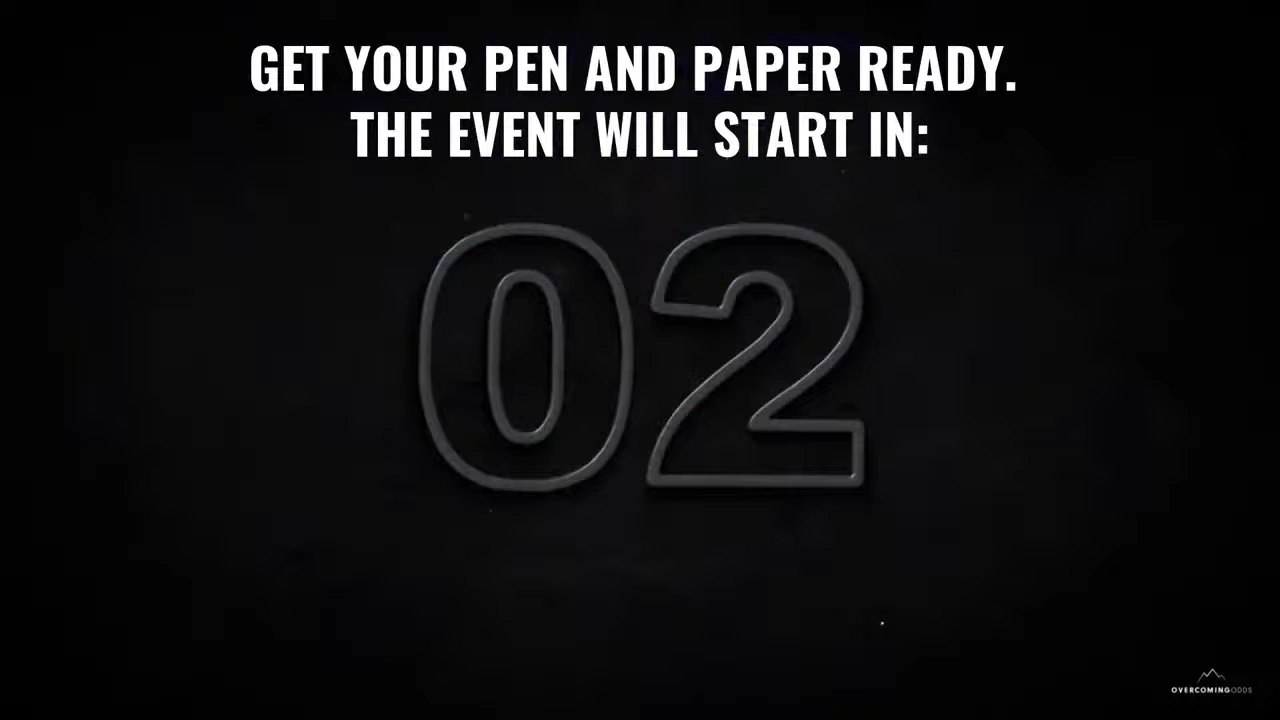 GET YOUR PEN AND PAPER READY.
THE EVENT WILL START IN:
02
OVERCOMINGODDS